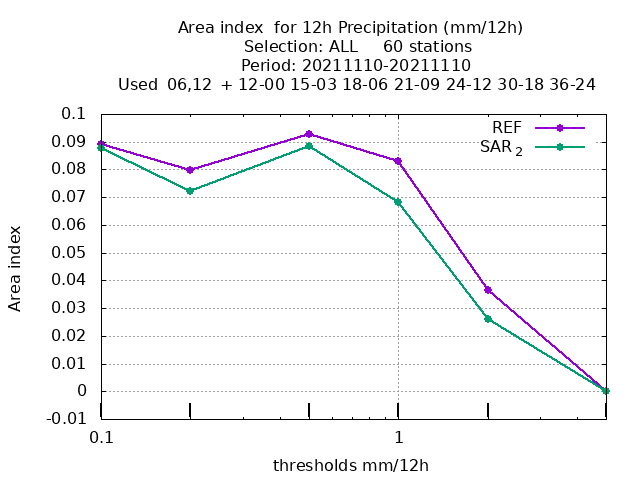 Area index  for 12h Precipitation (mm/12h)
Selection: ALL     60 stations
Period: 20211110-20211110
Used  06,12  + 12-00 15-03 18-06 21-09 24-12 30-18 36-24
0.1
REF
0.09
SAR 2
0.08
0.07
0.06
0.05
Area index
0.04
0.03
0.02
0.01
0
-0.01
0.1 1
thresholds mm/12h